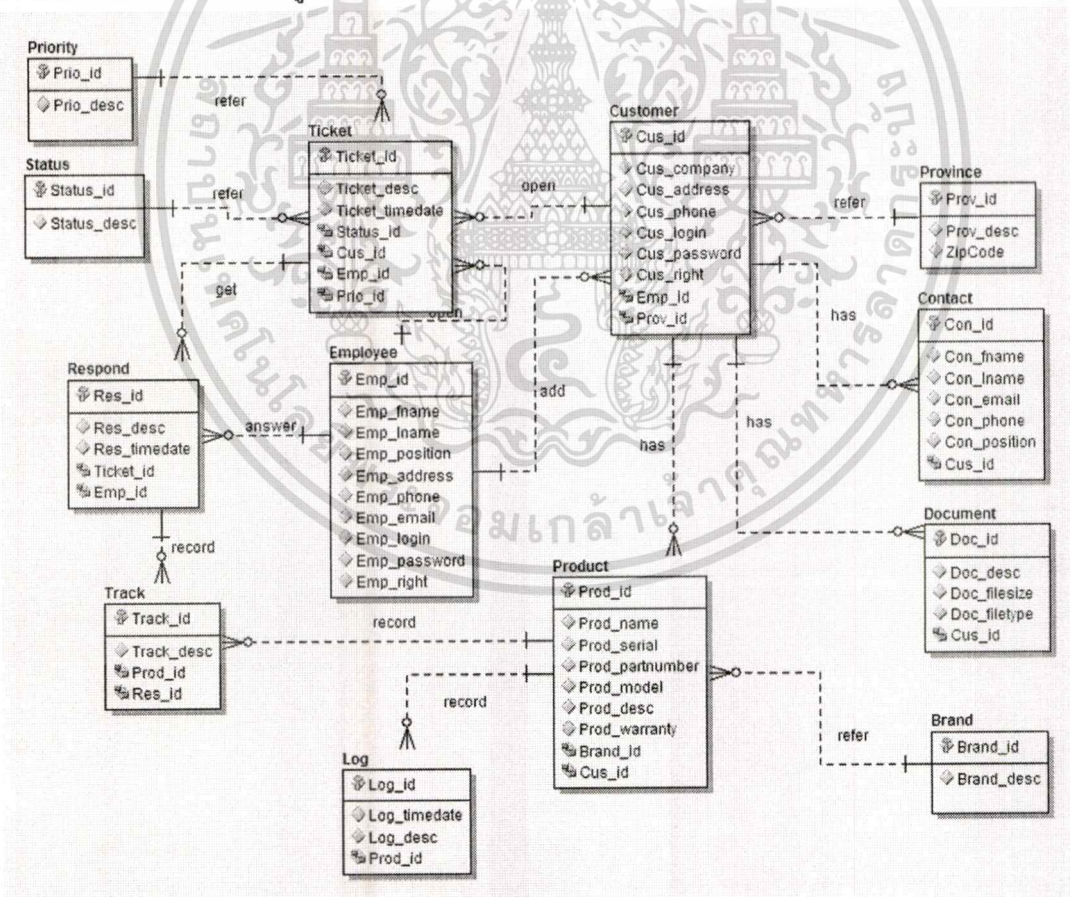 Priority
Prio_id
Prio_desc
refer
Status
Status_id
Status_desc
refer
Ticket
Ticket_id
Ticket_desc
Ticket_timedate
Status_id
Cus_id
Emp_id
Prio_id
open
open
get
Customer
Cus_id
Cus_company
Cus_address
Cus_phone
Cus_login
Cus_password
Cus_right
Emp_id
Prov_id
refer
Province
Prov_id
Prov_desc
ZipCode
has
Contact
Con_id
Con_fname
Con_lname
Con_email
Con_phone
Con_position
Cus_id
Respond
Res_id
Res_desc
Res_timedate
Ticket_id
Emp_id
answer
Employee
Emp_id
Emp_fname
Emp_lname
Emp_position
Emp_address
Emp_phone
Emp_email
Emp_login
Emp_password
Emp_right
add
has
has
Document
Doc_id
Doc_desc
Doc_filesize
Doc_filetype
Cus_id
record
Track
Track_id
Track_desc
Prod_id
Res_id
record
Product
Prod_id
Prod_name
Prod_serial
Prod_partnumber
Prod_model
Prod_desc
Prod_warranty
Brand_id
Cus_id
record
Log
Log_id
Log_timedate
Log_desc
Prod_id
refer
Brand
Brand_id
Brand_desc